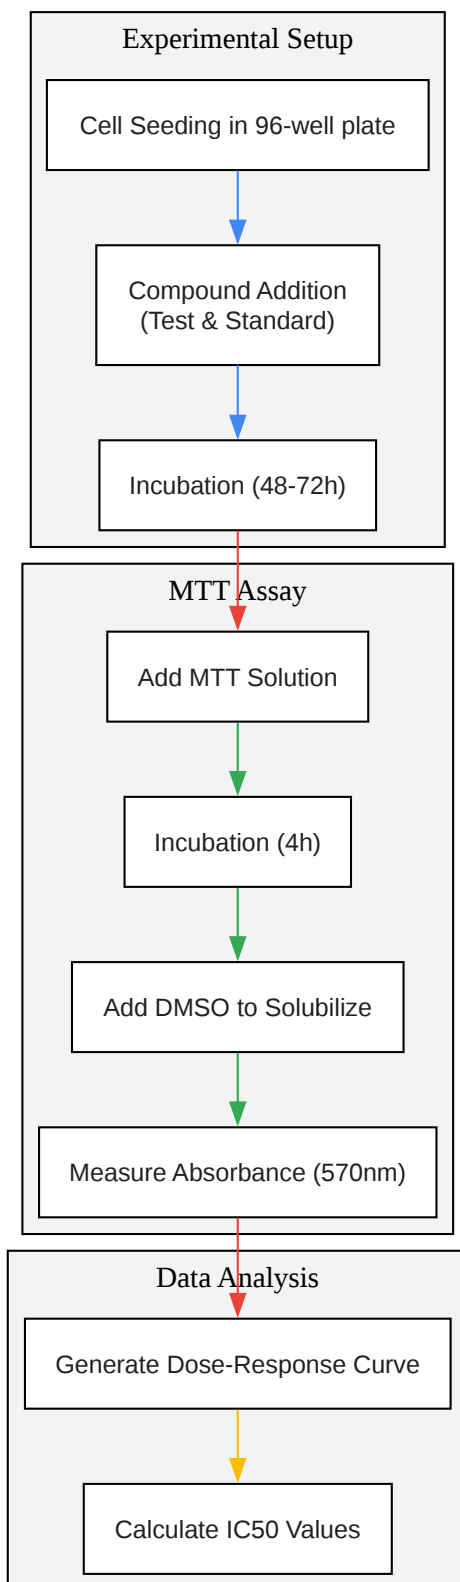 Experimental Setup
Cell Seeding in 96-well plate
Compound Addition
(Test & Standard)
Incubation (48-72h)
MTT Assay
Add MTT Solution
Incubation (4h)
Add DMSO to Solubilize
Measure Absorbance (570nm)
Data Analysis
Generate Dose-Response Curve
Calculate IC50 Values